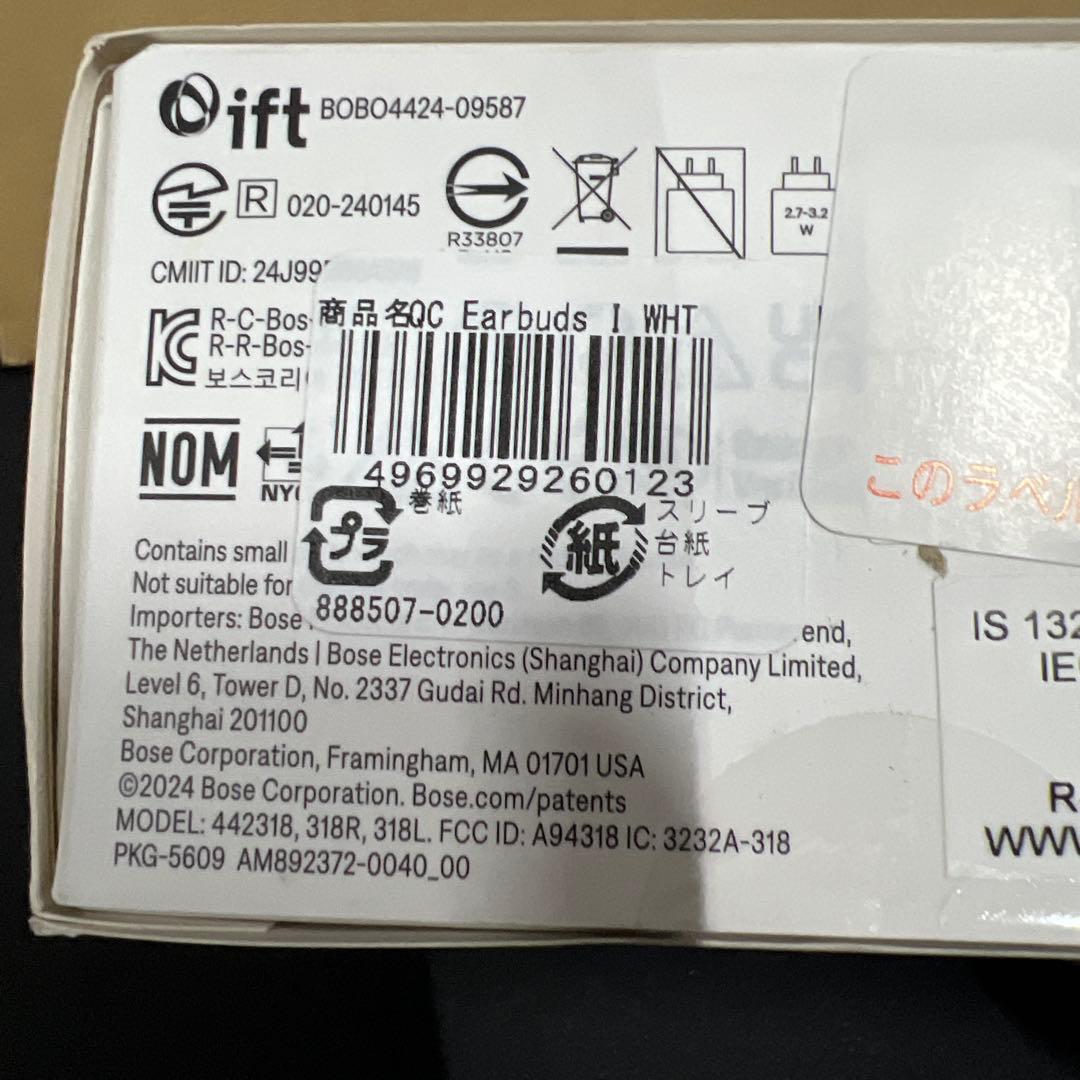 ift BOBO4424-09587
R 020-240145
R33807
2.7-3.2
W
CMIIT ID: 24J99
R-C-Bos-
R-R-Bos-
보스코리
商品名QC Earbuds I WHT
4969929260123
NOM
NY
プラ
巻紙
紙
スリーブ
台紙
トレイ
888507-0200
このラベル
Contains small
Not suitable for
Importers: Bose
end,
The Netherlands | Bose Electronics (Shanghai) Company Limited,
Level 6, Tower D, No. 2337 Gudai Rd. Minhang District,
Shanghai 201100
Bose Corporation, Framingham, MA 01701 USA
©2024 Bose Corporation. Bose.com/patents
MODEL: 442318, 318R, 318L. FCC ID: A94318 IC: 3232A-318
PKG-5609 AM892372-0040_00
IS 132
IE
R
WWW